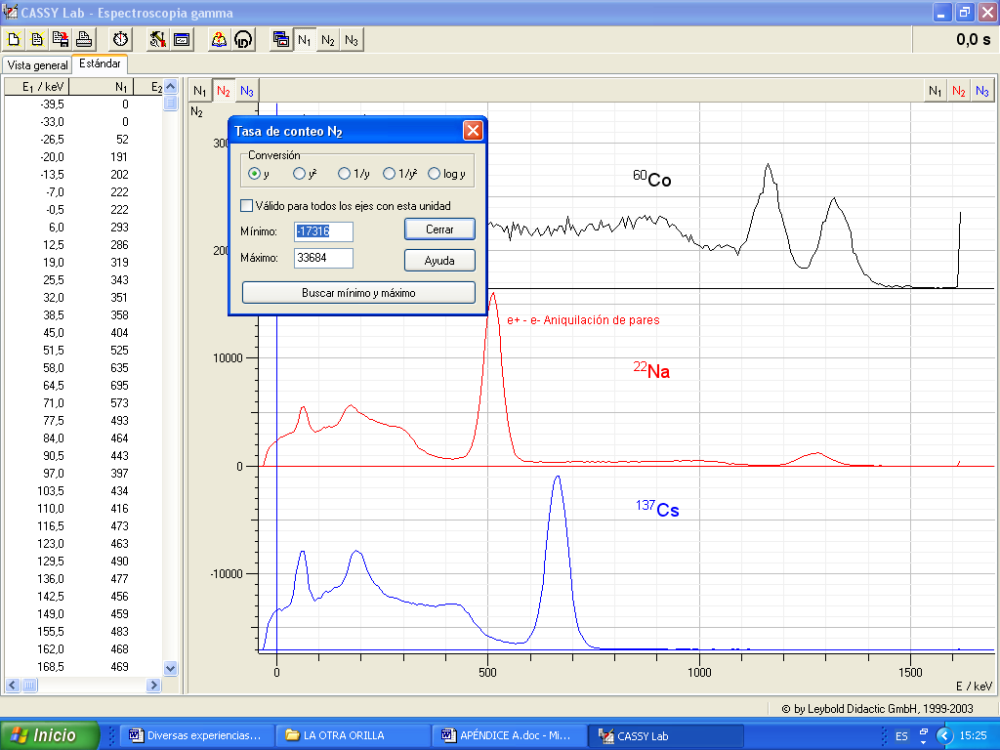 CASSY Lab - Espectroscopia gamma
N₁ N₂ N₃
0,0 s
Vista general Estándar
E₁ / keV N₁ E₂
-39,5 0
-33,0 0
-26,5 52
-20,0 191
-13,5 202
-7,0 222
-0,5 222
6,0 293
12,5 286
19,0 319
25,5 343
32,0 351
38,5 358
45,0 404
51,5 525
58,0 635
64,5 695
71,0 573
77,5 493
84,0 464
90,5 443
97,0 397
103,5 434
110,0 416
116,5 473
123,0 463
129,5 490
136,0 477
142,5 456
149,0 459
155,5 483
162,0 468
168,5 469
N₁ N₂ N₃
N₁ N₂ N₃
N₂
Tasa de conteo N₂
Conversión
y y² 1/y 1/y² log y
Válido para todos los ejes con esta unidad
Mínimo: -17316 Cerrar
Máximo: 33684 Ayuda
Buscar mínimo y máximo
⁶⁰Co
e+ - e- Aniquilación de pares
10000
²²Na
0
¹³⁷Cs
-10000
0 500 1000 1500
E / keV
© by Leybold Didactic GmbH, 1999-2003
Inicio Diversas experiencias... LA OTRA ORILLA APÉNDICE A.doc - Mi... CASSY Lab ES 15:25